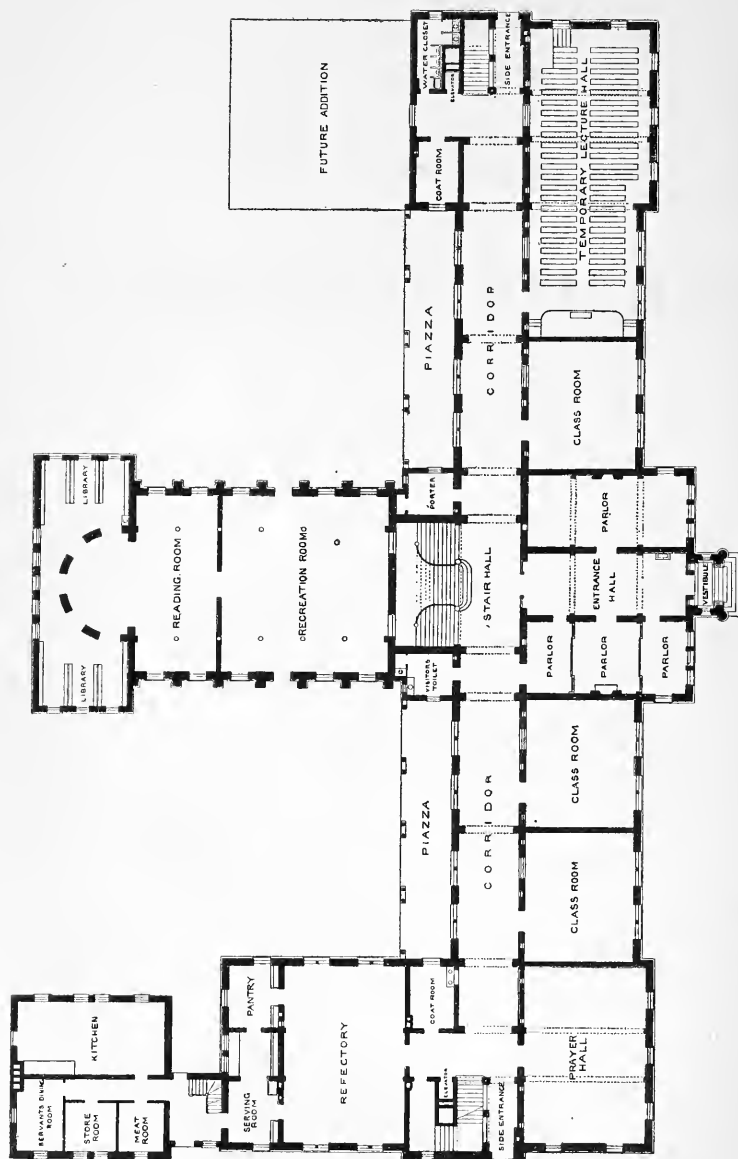 FUTURE ADDITION
WATER CLOSET
ELEVATOR
SIDE ENTRANCE
COAT ROOM
TEMPORARY LECTURE HALL
PIAZZA
CORRIDOR
CLASS ROOM
LIBRARY
READING ROOM
RECREATION ROOM
PORTER
PARLOR
STAIR HALL
ENTRANCE
HALL
VESTIBULE
LIBRARY
VISITORS
TOILET
PARLOR
PARLOR
PARLOR
PIAZZA
CORRIDOR
CLASS ROOM
CLASS ROOM
KITCHEN
PANTRY
REFECTORY
COAT ROOM
PRAYER
HALL
SERVANTS DINING
ROOM
STORE
ROOM
MEAT
ROOM
SERVING
ROOM
ELEVATOR
SIDE ENTRANCE